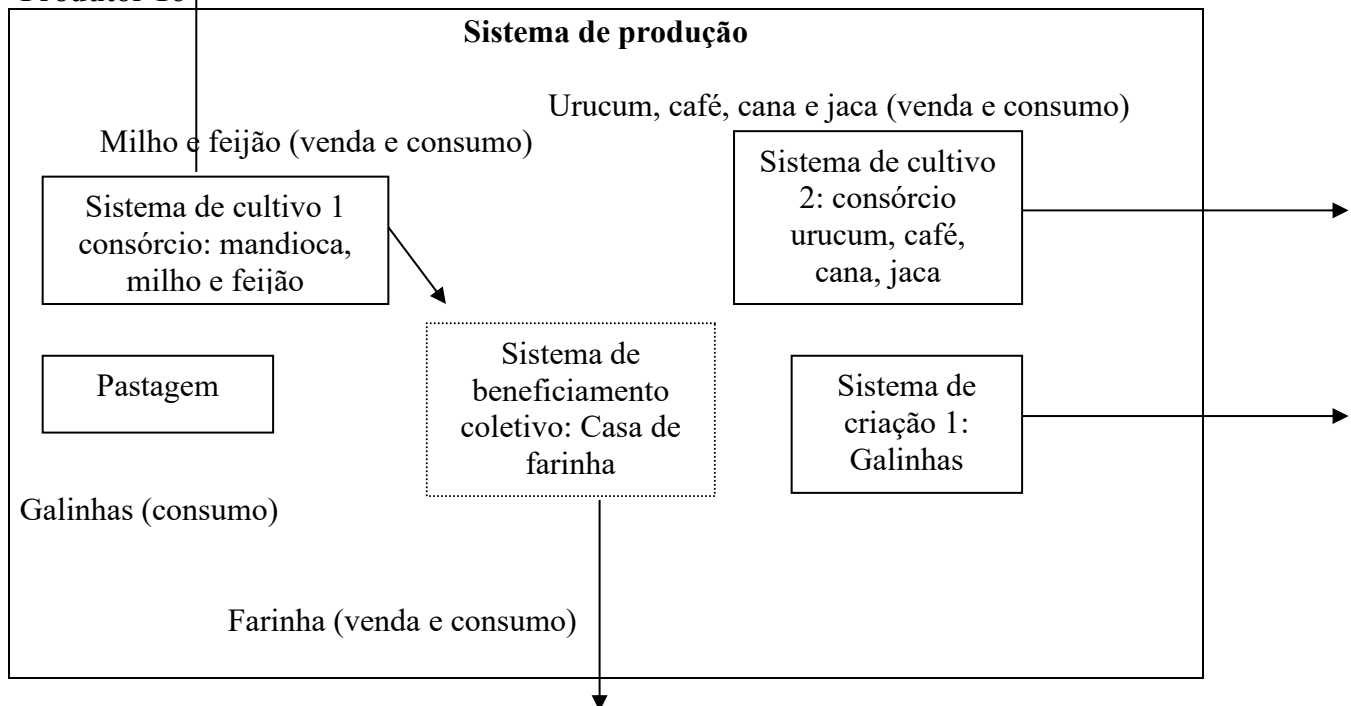 Sistema de produção
Urucum, café, cana e jaca (venda e consumo)
Milho e feijão (venda e consumo)
Sistema de cultivo 1
consórcio: mandioca,
milho e feijão
Sistema de cultivo
2: consórcio
urucum, café,
cana, jaca
Pastagem
Sistema de
beneficiamento
coletivo: Casa de
farinha
Sistema de
criação 1:
Galinhas
Galinhas (consumo)
Farinha (venda e consumo)